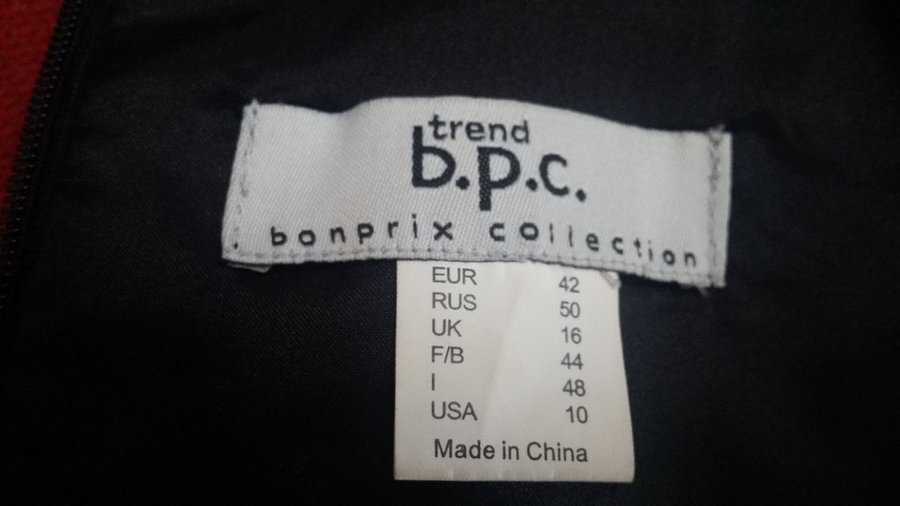 trend
b.p.c.
bonprix collection
EUR 42
RUS 50
UK 16
F/B 44
I 48
USA 10
Made in China